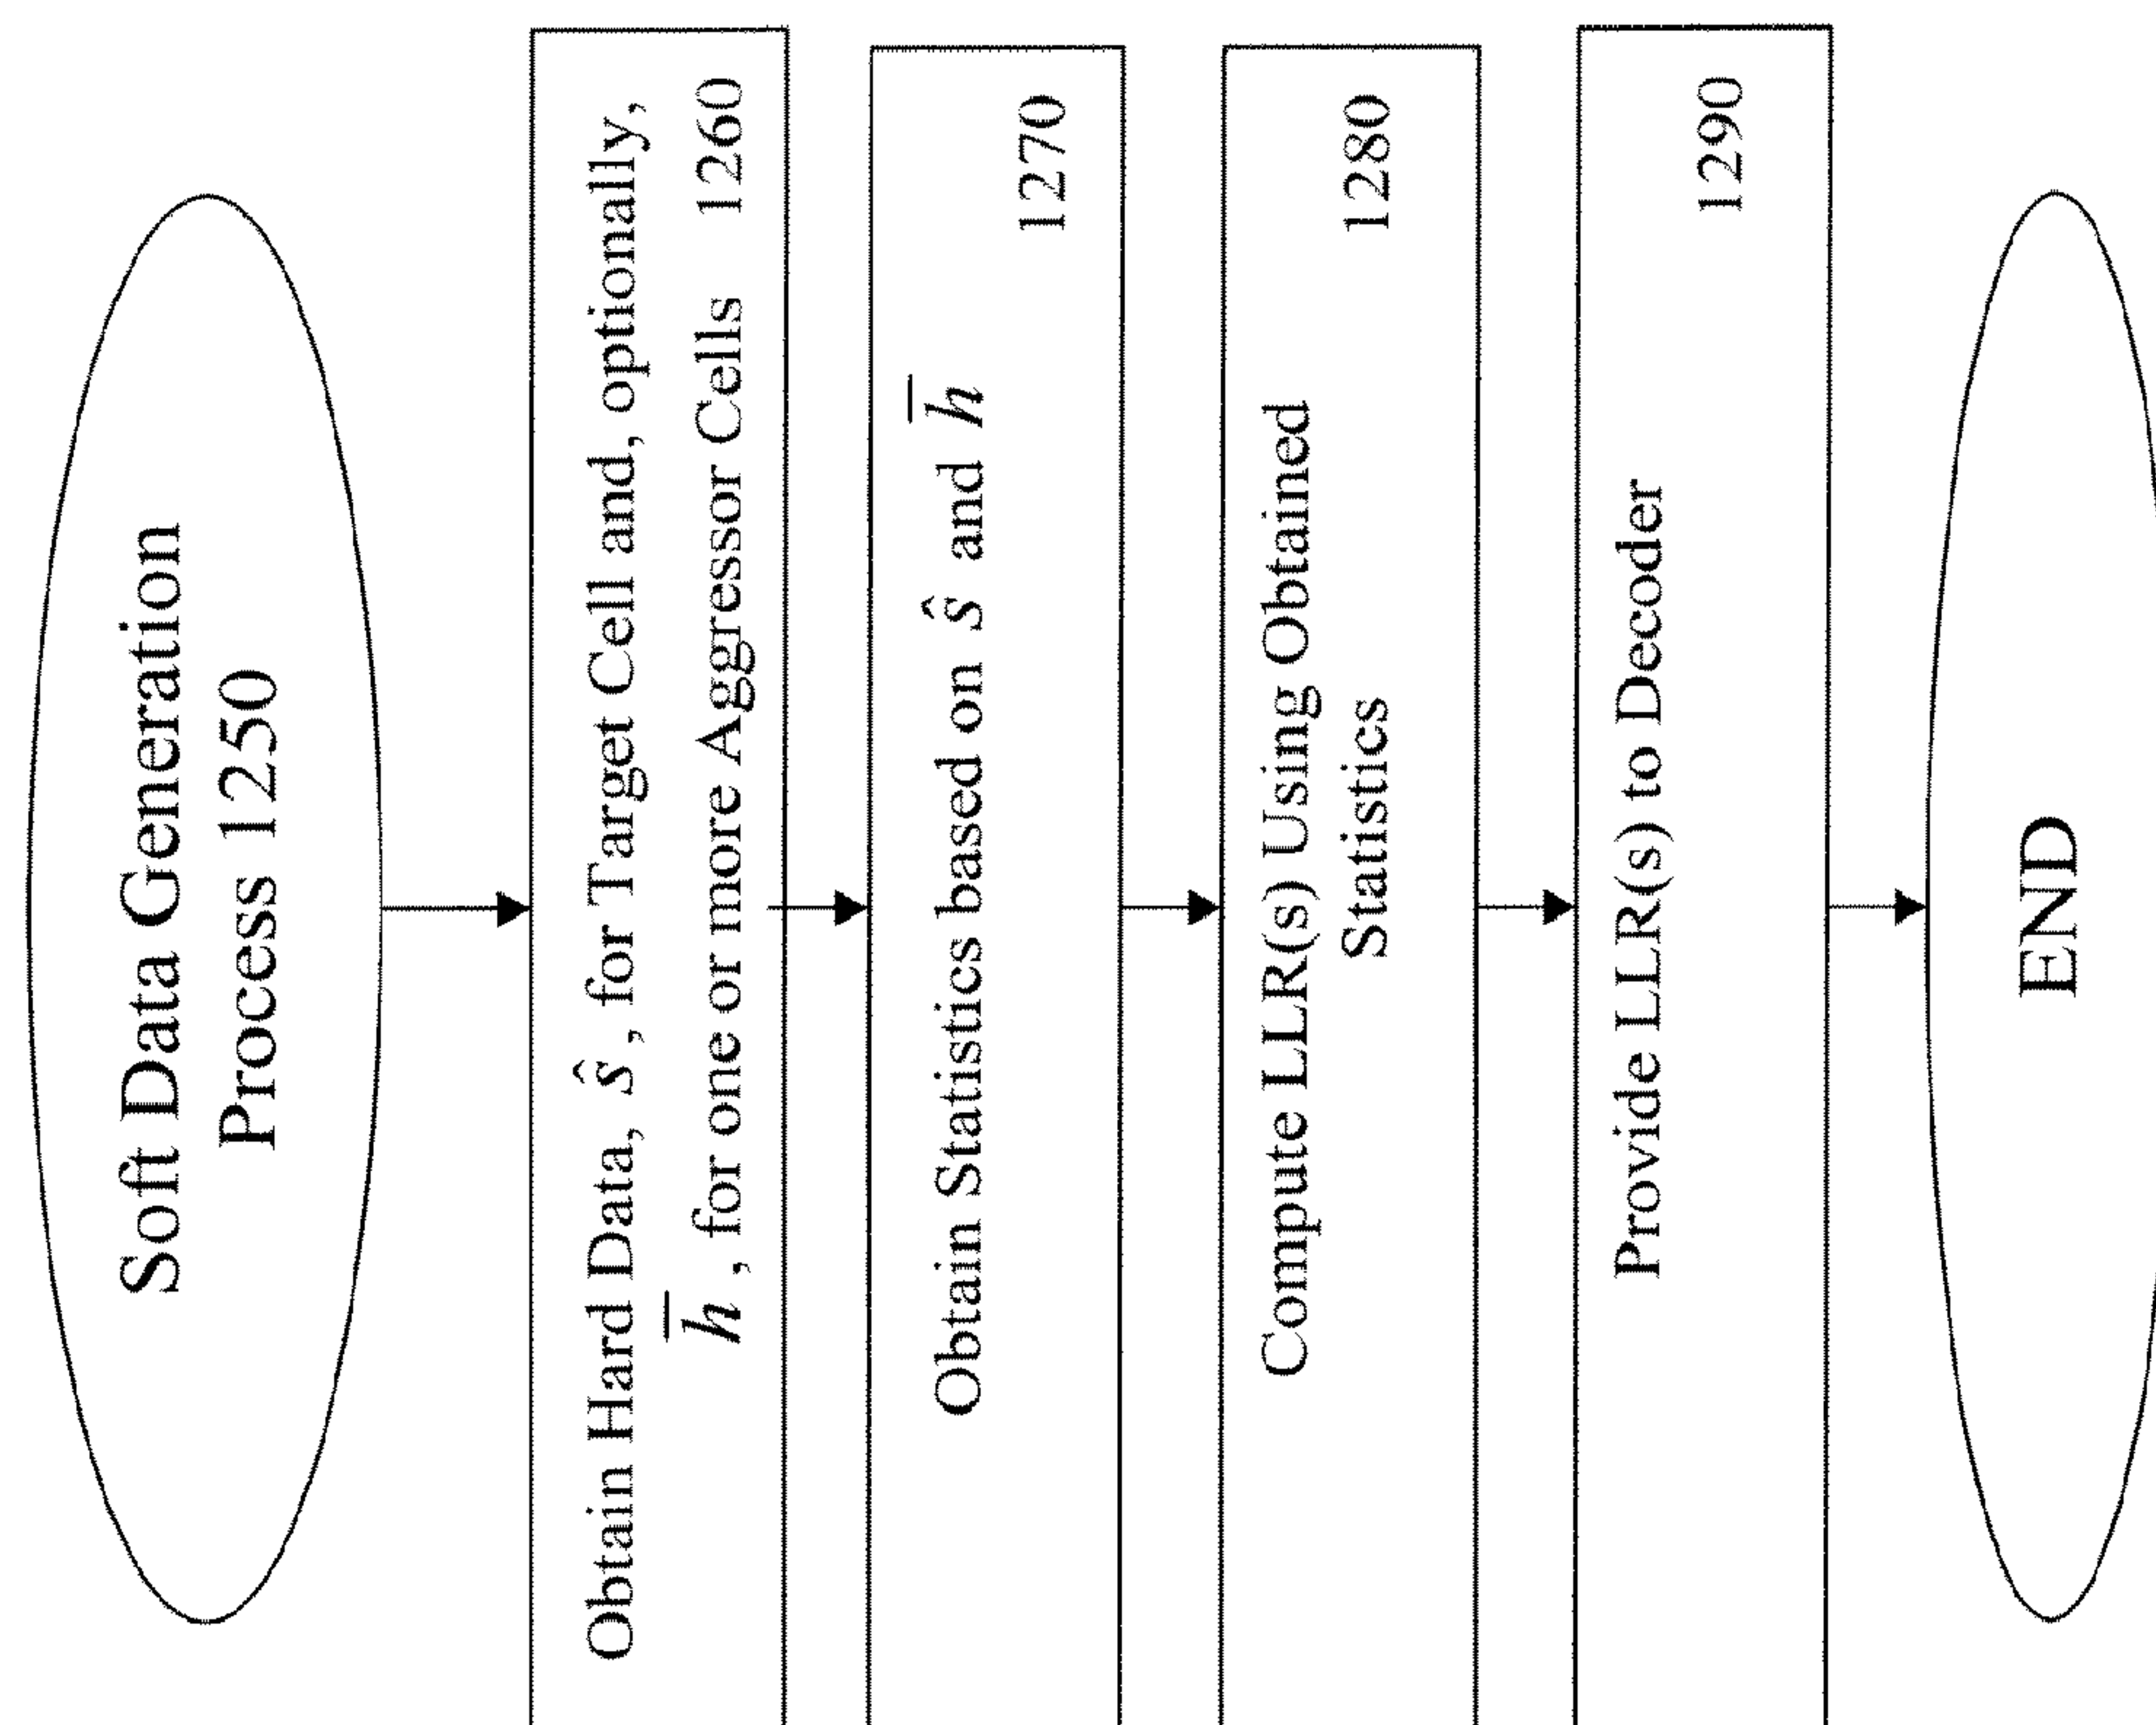 Soft Data Generation
Process 1250
Obtain Hard Data, ŝ, for Target Cell and, optionally,
h̅, for one or more Aggressor Cells 1260
Obtain Statistics based on ŝ and h̅
1270
Compute LLR(s) Using Obtained
Statistics 1280
Provide LLR(s) to Decoder
1290
END